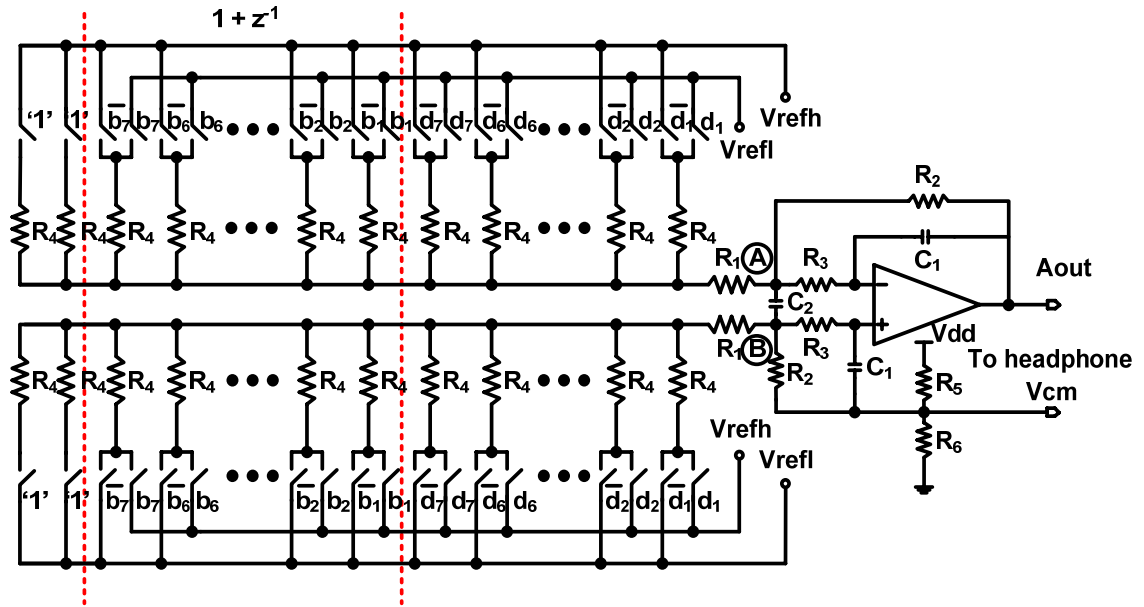 1 + z⁻¹
'1' '1' b̅₇ b₇ b̅₆ b₆ b̅₂ b₂ b̅₁ b₁ d̅₇ d₇ d̅₆ d₆ d̅₂ d₂ d̅₁ d₁
Vrefh
Vrefl
R₄ R₄ R₄ R₄ R₄ R₄ R₄ R₄ R₄ R₄
R₂
R₁ A R₃ C₁
Aout
C₂
R₁ B R₃ Vdd
R₄ R₄ R₄ R₄ R₄ R₄ R₄ R₄ R₄ R₄
R₂ C₁ R₅
To headphone
Vcm
Vrefh
R₆
Vrefl
'1' '1' b̅₇ b₇ b̅₆ b₆ b̅₂ b₂ b̅₁ b₁ d̅₇ d₇ d̅₆ d₆ d̅₂ d₂ d̅₁ d₁